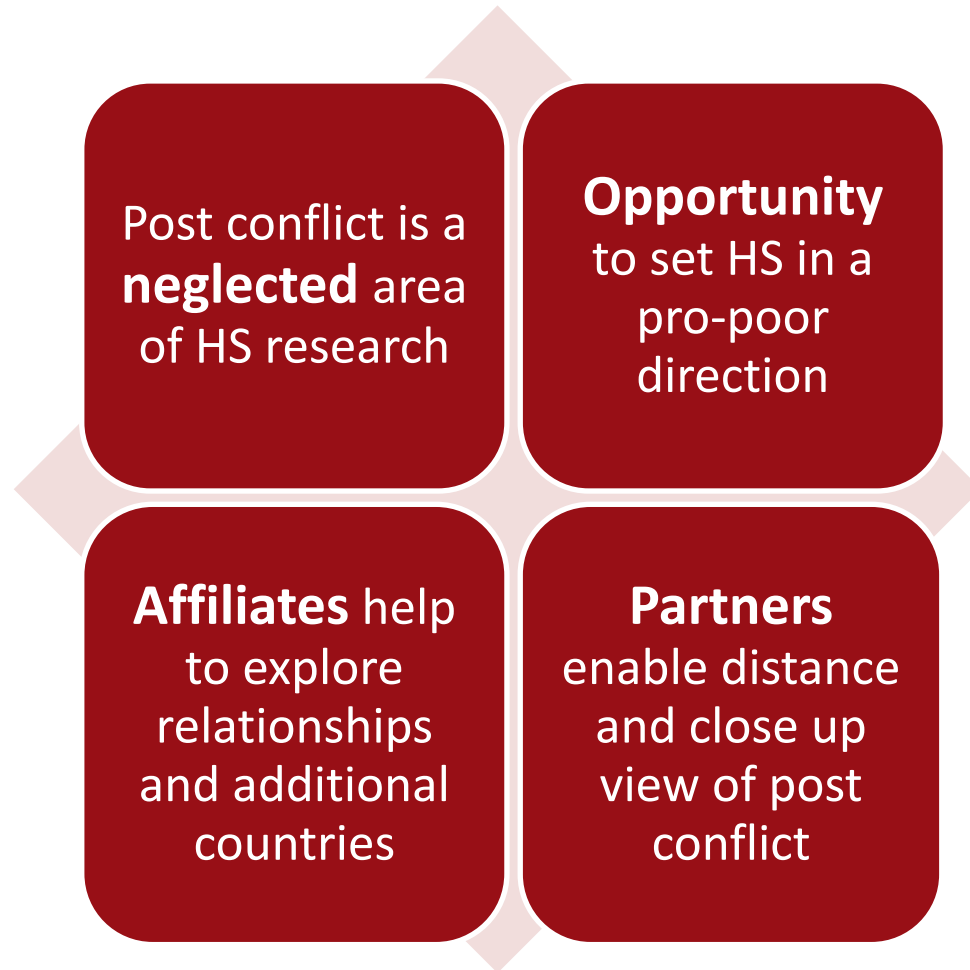 Post conflict is a
neglected area
of HS research
Opportunity
to set HS in a
pro-poor
direction
Affiliates help
to explore
relationships
and additional
countries
Partners
enable distance
and close up
view of post
conflict